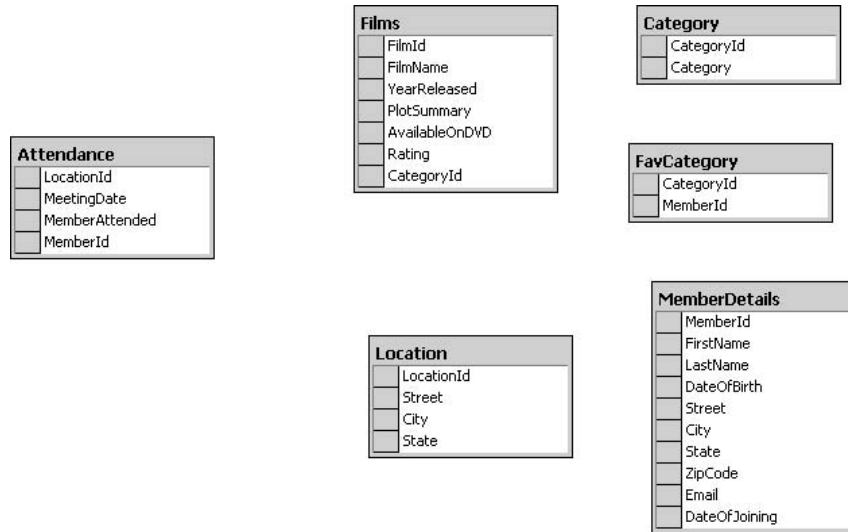 Films
FilmId
FilmName
YearReleased
PlotSummary
AvailableOnDVD
Rating
CategoryId
Category
CategoryId
Category
Attendance
LocationId
MeetingDate
MemberAttended
MemberId
FavCategory
CategoryId
MemberId
Location
LocationId
Street
City
State
MemberDetails
MemberId
FirstName
LastName
DateOfBirth
Street
City
State
ZipCode
Email
DateOfJoining